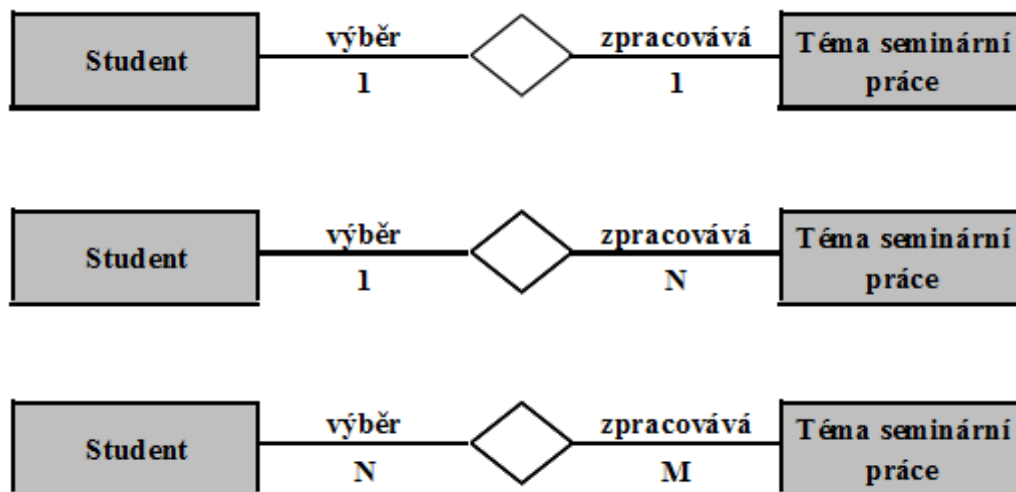 Student
výběr
1
zpracovává
1
Téma seminární
práce
Student
výběr
1
zpracovává
N
Téma seminární
práce
Student
výběr
N
zpracovává
M
Téma seminární
práce